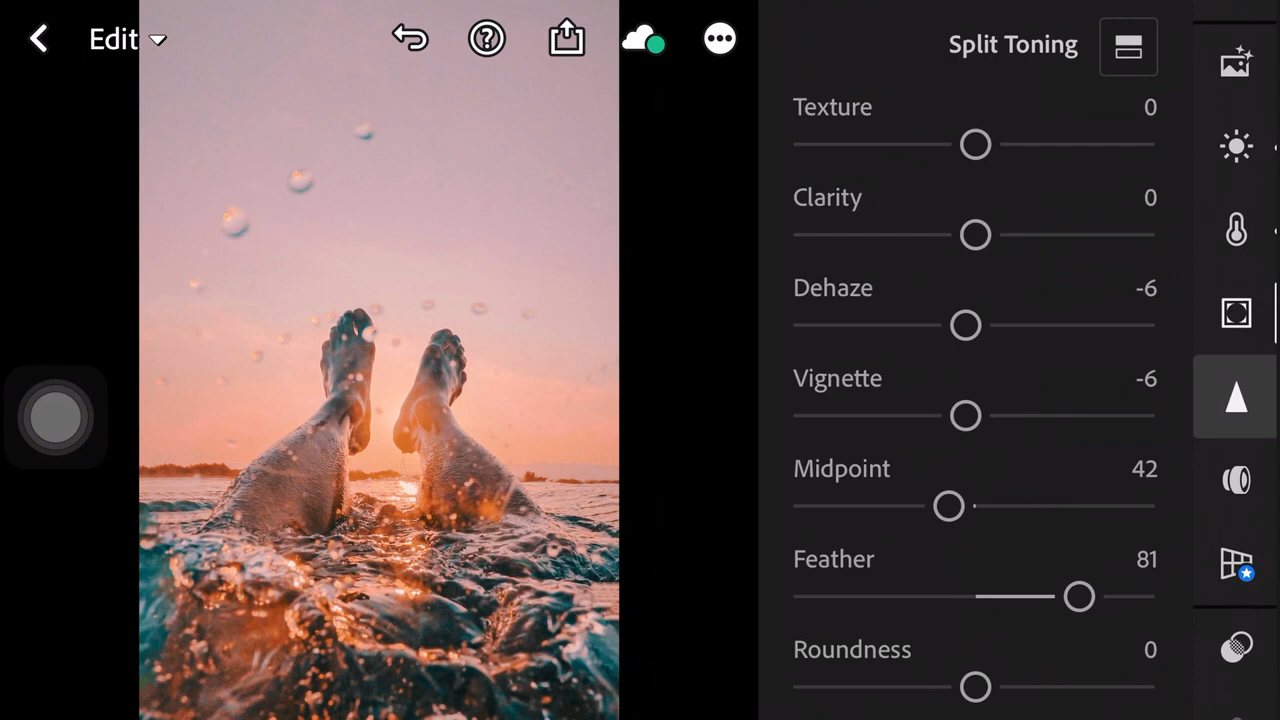 Edit
Split Toning
Texture 0
Clarity 0
Dehaze -6
Vignette -6
Midpoint 42
Feather 81
Roundness 0